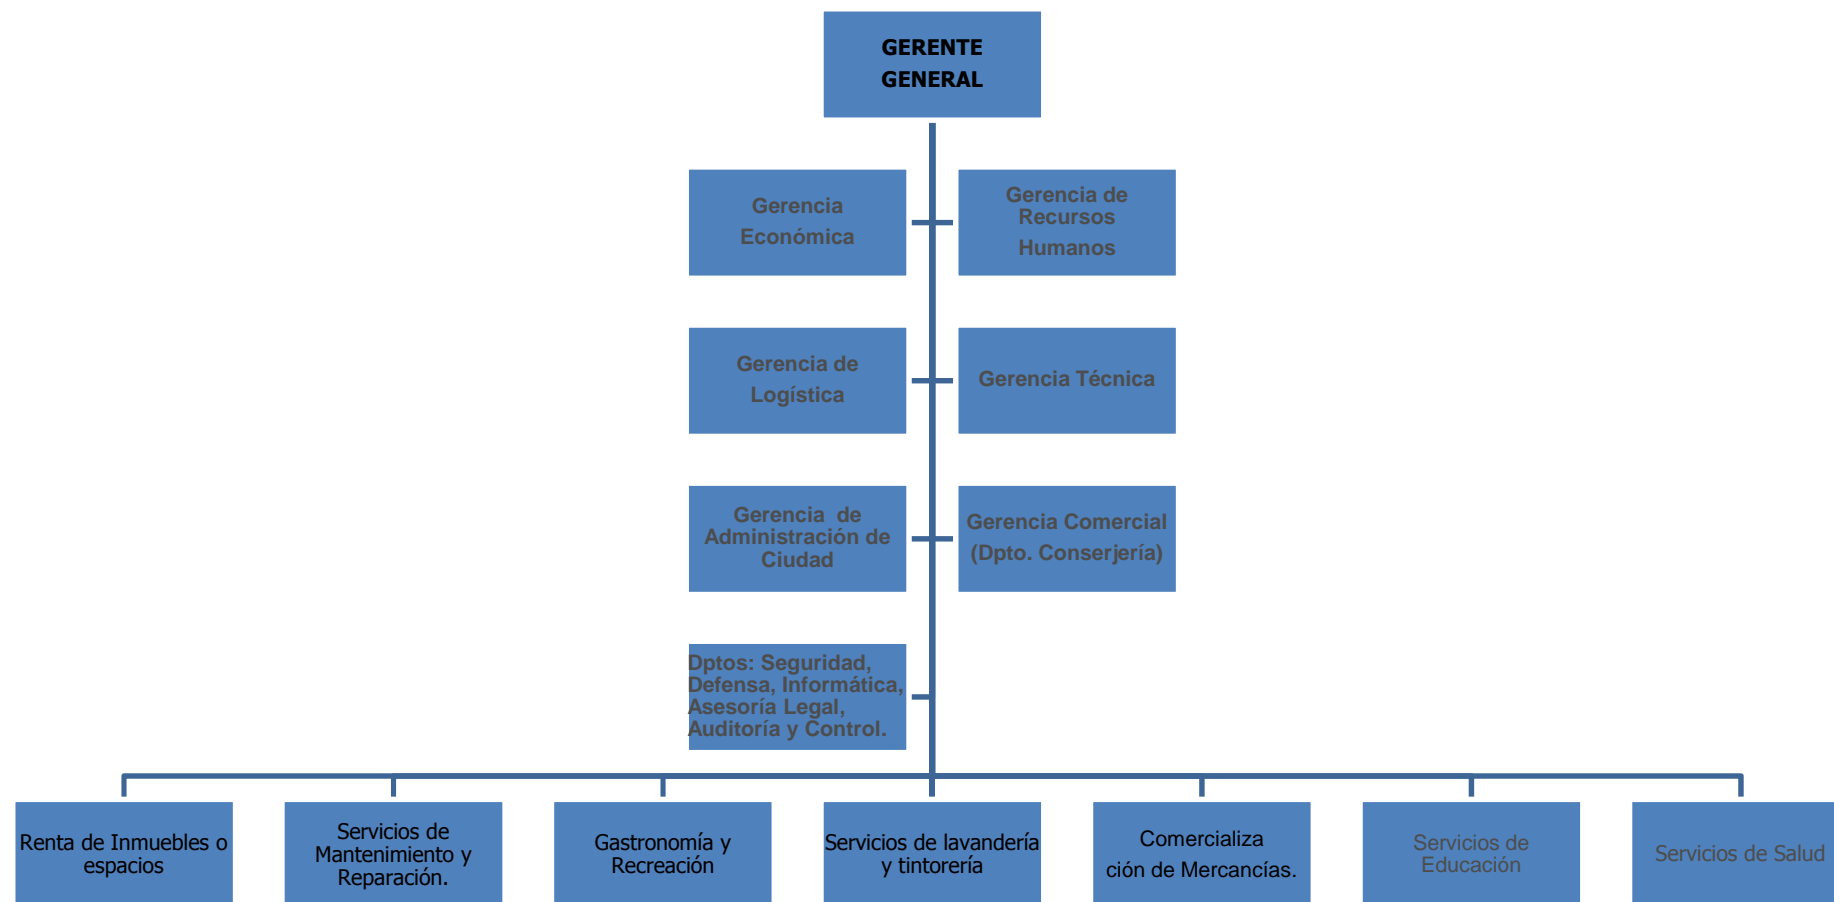 GERENTE
GENERAL
Gerencia
Económica
Gerencia de
Recursos
Humanos
Gerencia de
Logística
Gerencia Técnica
Gerencia  de
Administración de
Ciudad
Gerencia Comercial
(Dpto. Conserjería)
Dptos: Seguridad,
Defensa, Informática,
Asesoría Legal,
Auditoría y Control.
Renta de Inmuebles o
espacios
Servicios de
Mantenimiento y
Reparación.
Gastronomía y
Recreación
Servicios de lavandería
y tintorería
Comercializa
ción de Mercancías.
Servicios de
Educación
Servicios de Salud